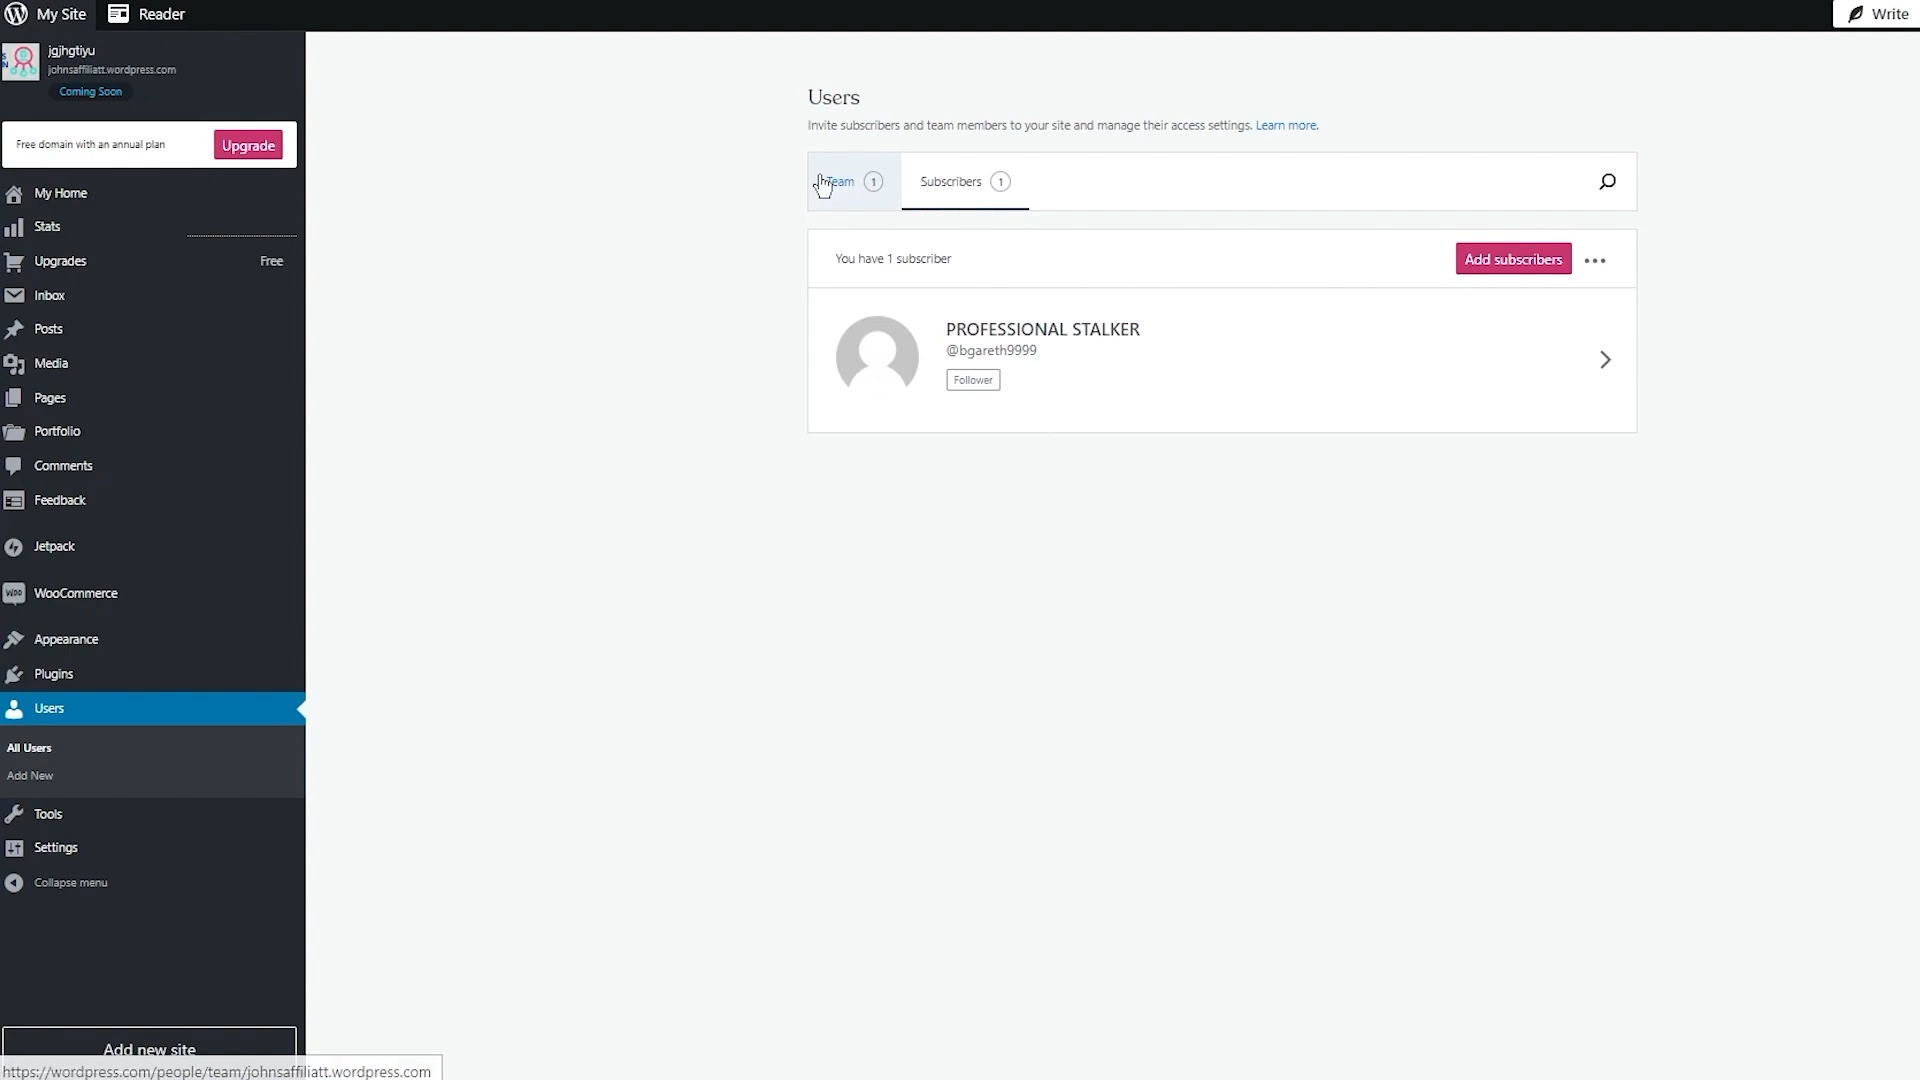 My Site
Reader
Write
jgjhgtiyu
johnsaffiliatt.wordpress.com
Coming Soon
Free domain with an annual plan
Upgrade
My Home
Stats
Upgrades
Free
Inbox
Posts
Media
Pages
Portfolio
Comments
Feedback
Jetpack
WOO
WooCommerce
Appearance
Plugins
Users
All Users
Add New
Tools
Settings
Collapse menu
Add new site
https://wordpress.com/people/team/johnsaffiliatt.wordpress.com
Users
Invite subscribers and team members to your site and manage their access settings. Learn more.
Team 1
Subscribers 1
You have 1 subscriber
Add subscribers
PROFESSIONAL STALKER
@bgareth9999
Follower